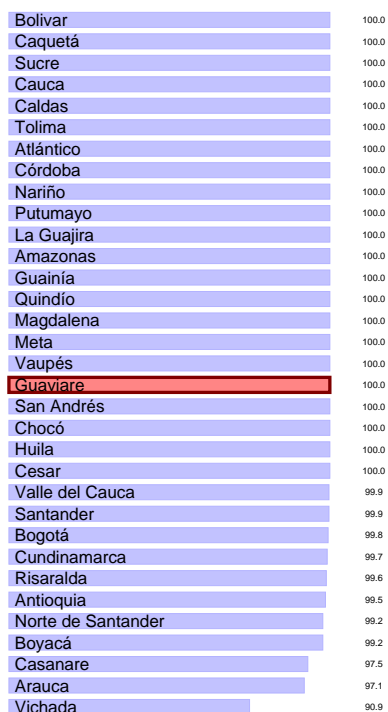 Bolivar 100.0
Caquetá 100.0
Sucre 100.0
Cauca 100.0
Caldas 100.0
Tolima 100.0
Atlántico 100.0
Córdoba 100.0
Nariño 100.0
Putumayo 100.0
La Guajira 100.0
Amazonas 100.0
Guainía 100.0
Quindío 100.0
Magdalena 100.0
Meta 100.0
Vaupés 100.0
Guaviare 100.0
San Andrés 100.0
Chocó 100.0
Huila 100.0
Cesar 100.0
Valle del Cauca 99.9
Santander 99.9
Bogotá 99.8
Cundinamarca 99.7
Risaralda 99.6
Antioquia 99.5
Norte de Santander 99.2
Boyacá 99.2
Casanare 97.5
Arauca 97.1
Vichada 90.9